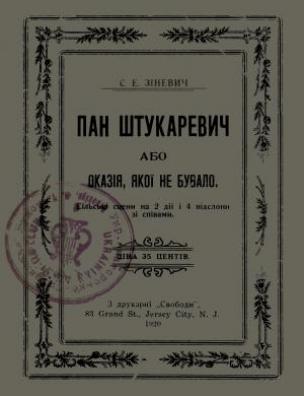 С. Е. ЗІНЕВИЧ
ПАН ШТУКАРЕВИЧ
АБО
ОКАЗІЯ, ЯКОЇ НЕ БУВАЛО.
Сільські сцени на 2 дії і 4 відслони
зі співами.
ЦІНА 35 ЦЕНТІВ.
З друкарні „Свободи"
83 Grand St., Jersey City, N. J.
1920